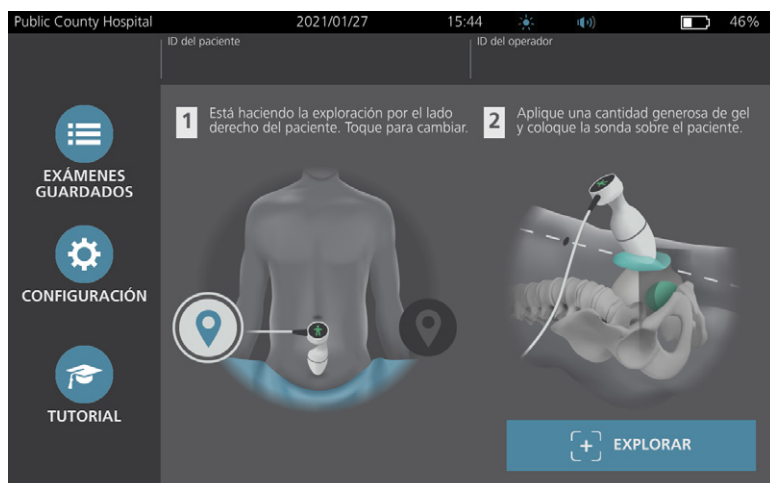 Public County Hospital 2021/01/27 15:44 46%
ID del paciente
ID del operador
EXÁMENES
GUARDADOS
CONFIGURACIÓN
TUTORIAL
1 Está haciendo la exploración por el lado
derecho del paciente. Toque para cambiar.
2 Aplique una cantidad generosa de gel
y coloque la sonda sobre el paciente.
EXPLORAR